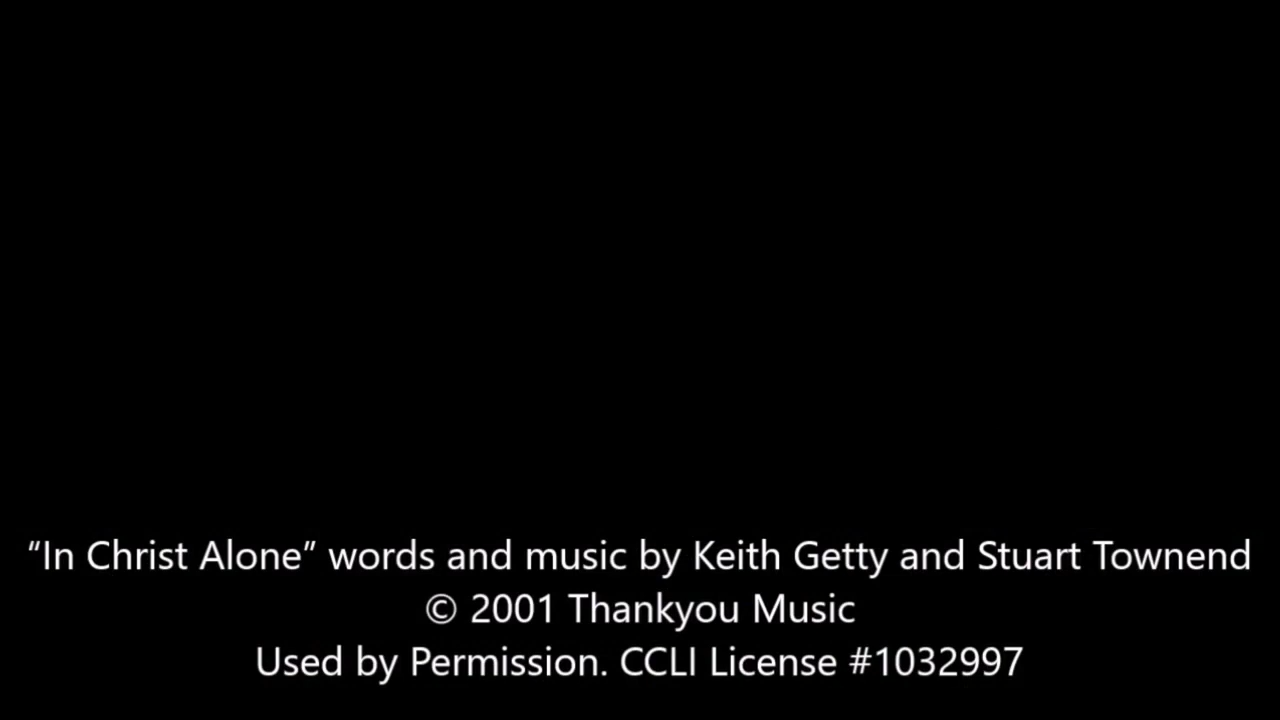 “In Christ Alone” words and music by Keith Getty and Stuart Townend
© 2001 Thankyou Music
Used by Permission. CCLI License #1032997